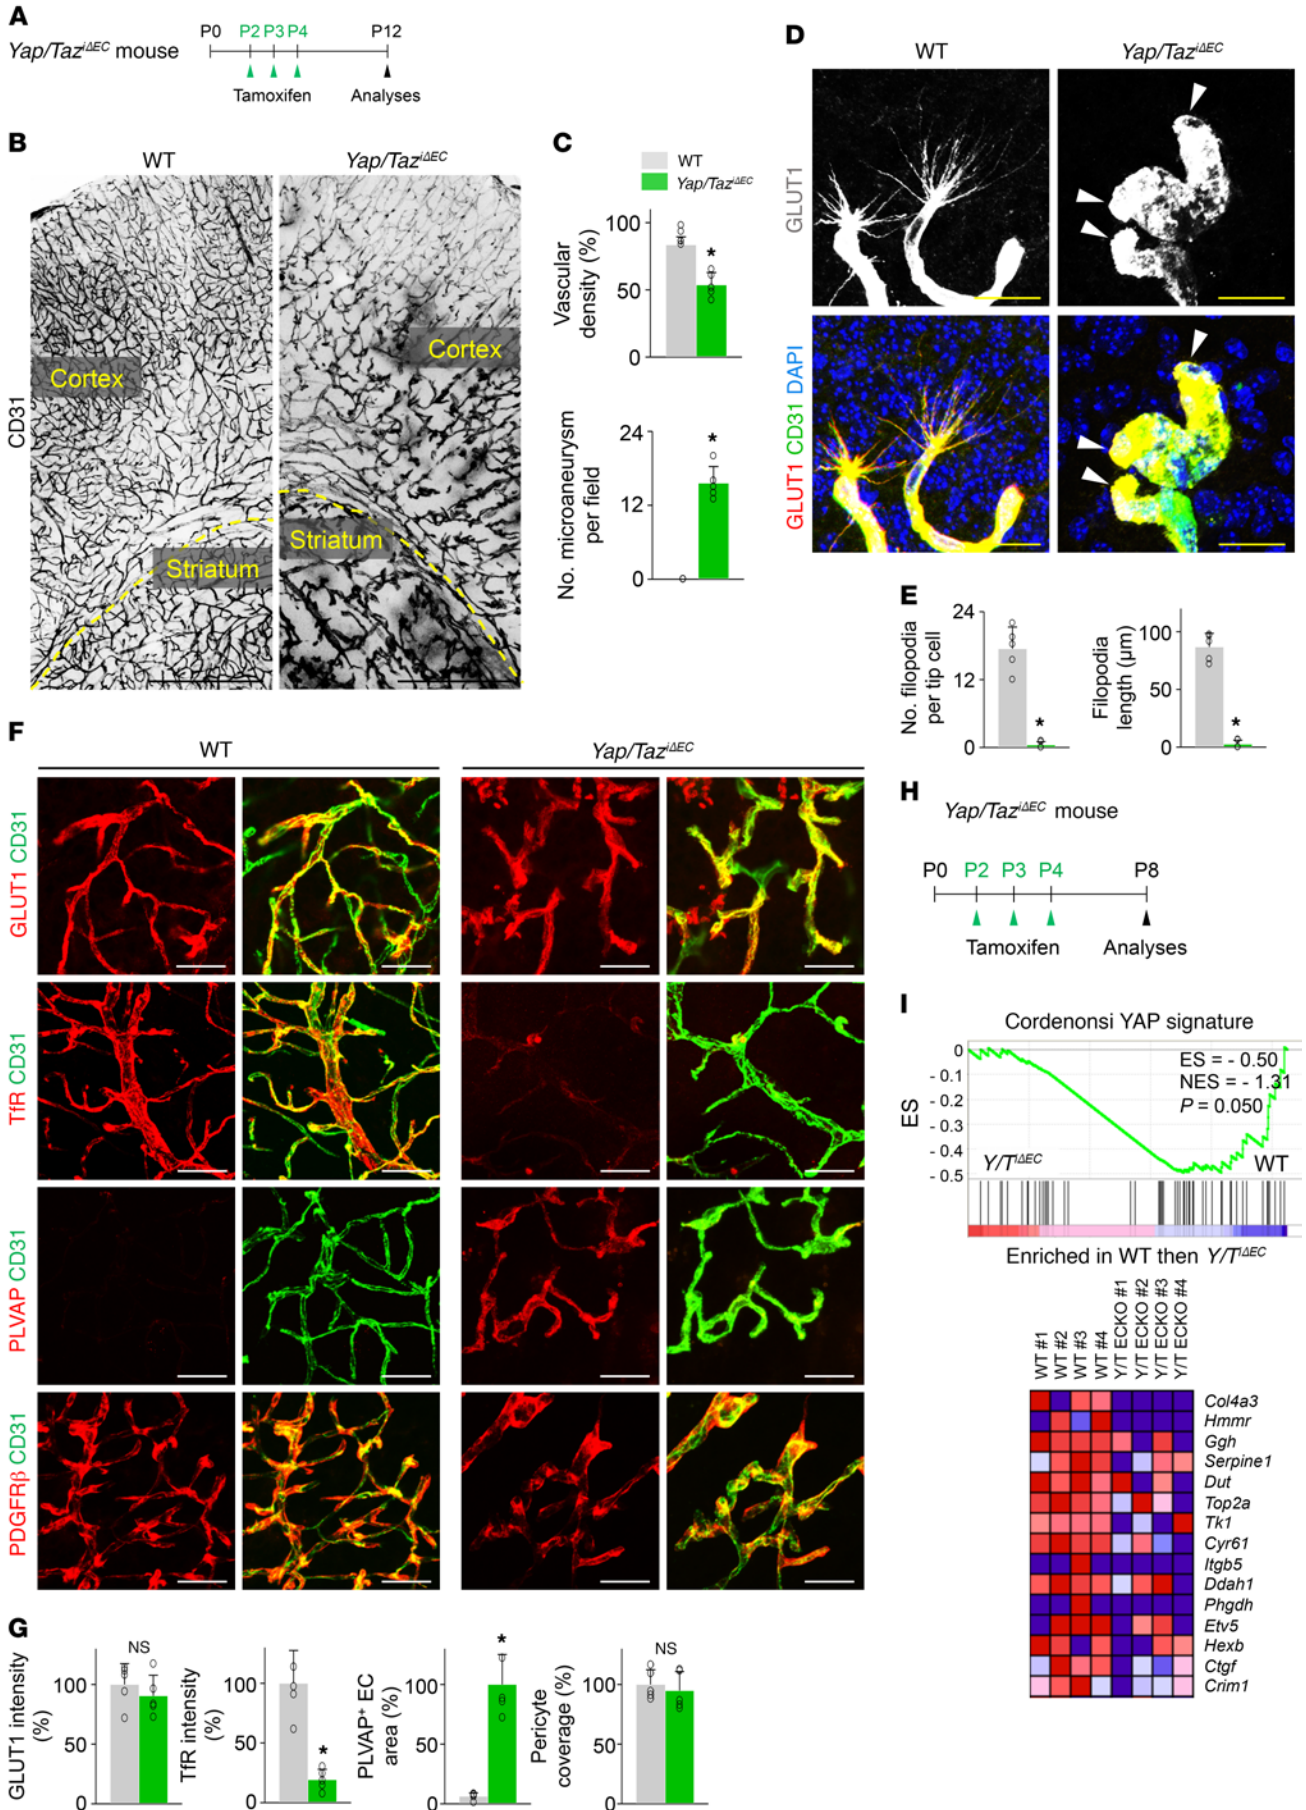 A
P0 P2 P3 P4 P12
Yap/Taz^iΔEC mouse
Tamoxifen Analyses
B
WT Yap/Taz^iΔEC
CD31
Cortex
Cortex
Striatum
Striatum
C
WT
Yap/Taz^iΔEC
Vascular
density (%)
100
50
0
*
No. microaneurysm
per field
24
12
0
*
D
WT Yap/Taz^iΔEC
GLUT1
GLUT1 CD31 DAPI
E
No. filopodia
per tip cell
24
12
0
*
Filopodia
length (μm)
100
50
0
*
F
WT Yap/Taz^iΔEC
GLUT1 CD31
TfR CD31
PLVAP CD31
PDGFRβ CD31
G
GLUT1 intensity
(%)
100
50
0
NS
TfR intensity
(%)
100
50
0
*
PLVAP+ EC
area (%)
100
50
0
*
Pericyte
coverage (%)
100
50
0
NS
H
Yap/Taz^iΔEC mouse
P0 P2 P3 P4 P8
Tamoxifen Analyses
I
Cordenonsi YAP signature
ES
0
- 0.1
- 0.2
- 0.3
- 0.4
- 0.5
ES = - 0.50
NES = - 1.31
P = 0.050
Y/T^iΔEC WT
Enriched in WT then Y/T^iΔEC
WT #1
WT #2
WT #3
WT #4
Y/T ECKO #1
Y/T ECKO #2
Y/T ECKO #3
Y/T ECKO #4
Col4a3
Hmmr
Ggh
Serpine1
Dut
Top2a
Tk1
Cyr61
Itgb5
Ddah1
Phgdh
Etv5
Hexb
Ctgf
Crim1